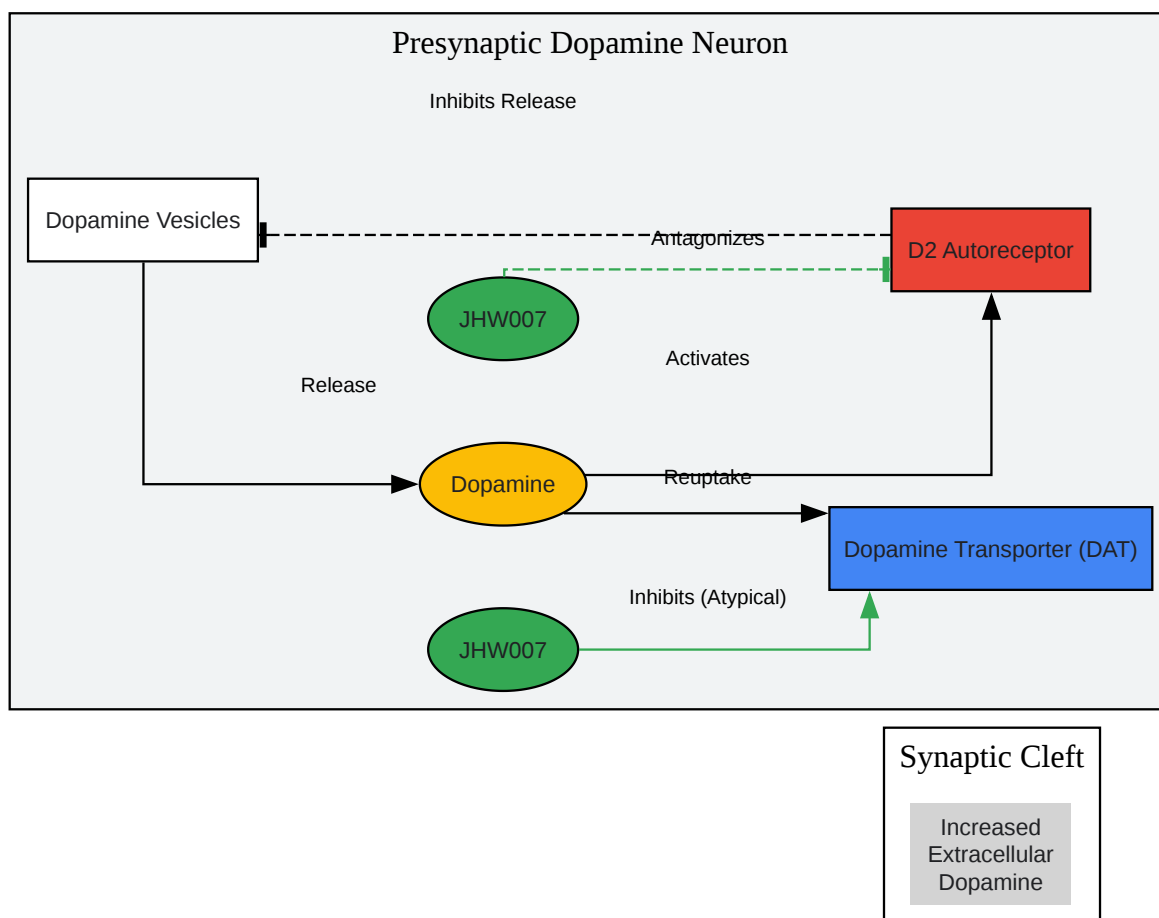 Presynaptic Dopamine Neuron
Inhibits Release
Dopamine Vesicles
Antagonizes
D2 Autoreceptor
JHW007
Activates
Release
Reuptake
Dopamine
Dopamine Transporter (DAT)
Inhibits (Atypical)
JHW007
Synaptic Cleft
Increased
Extracellular
Dopamine